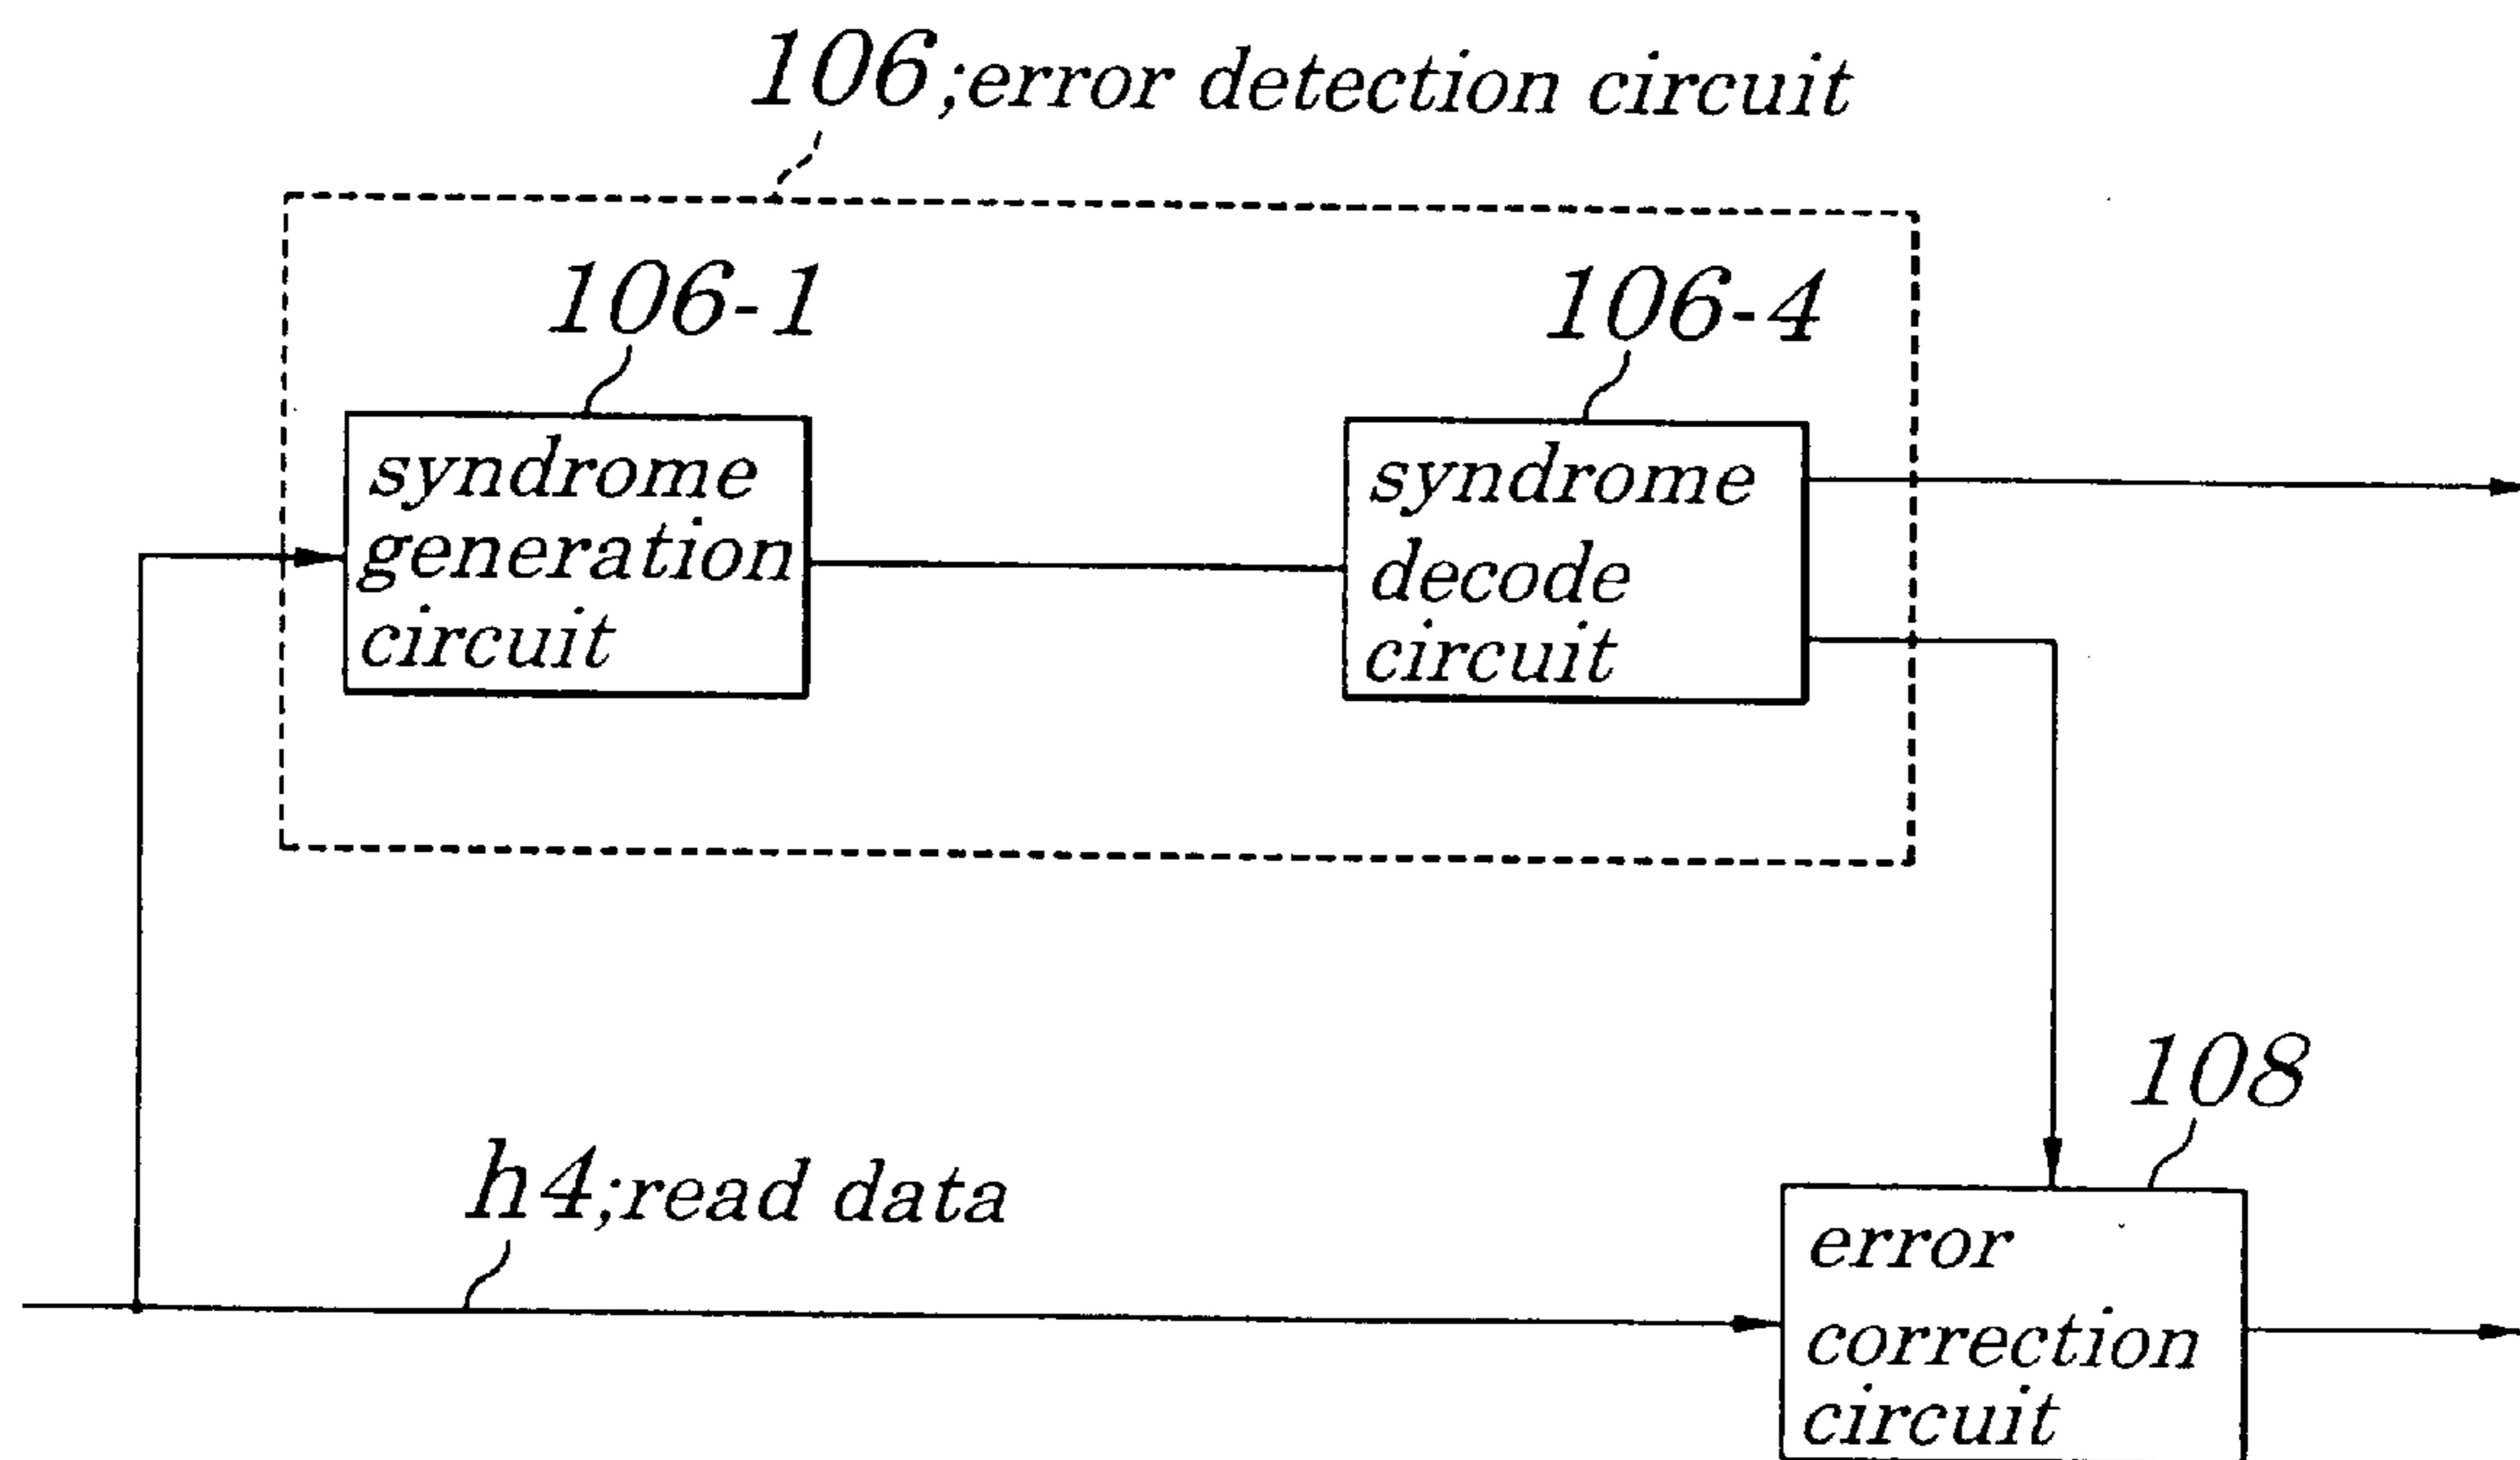 106;error detection circuit
106-1
106-4
syndrome
generation
circuit
syndrome
decode
circuit
108
h4;read data
error
correction
circuit